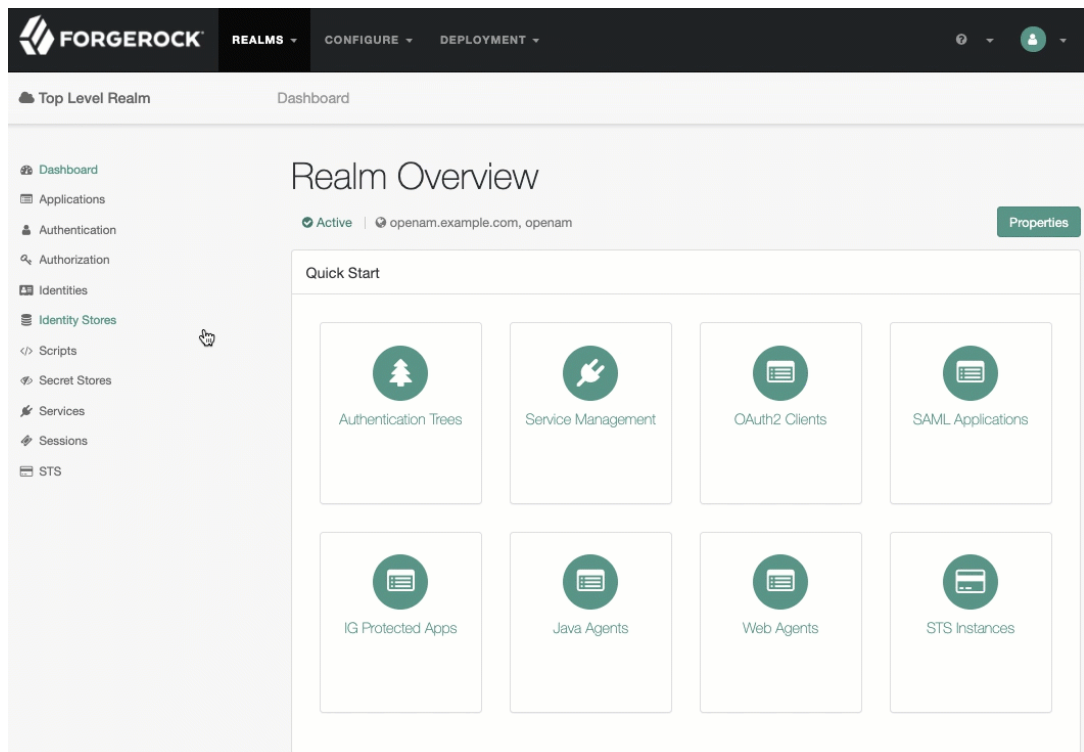 FORGEROCK
REALMS CONFIGURE DEPLOYMENT
Top Level Realm Dashboard
Dashboard
Applications
Authentication
Authorization
Identities
Identity Stores
Scripts
Secret Stores
Services
Sessions
STS
Realm Overview
Active | openam.example.com, openam
Properties
Quick Start
Authentication Trees Service Management OAuth2 Clients SAML Applications
IG Protected Apps Java Agents Web Agents STS Instances